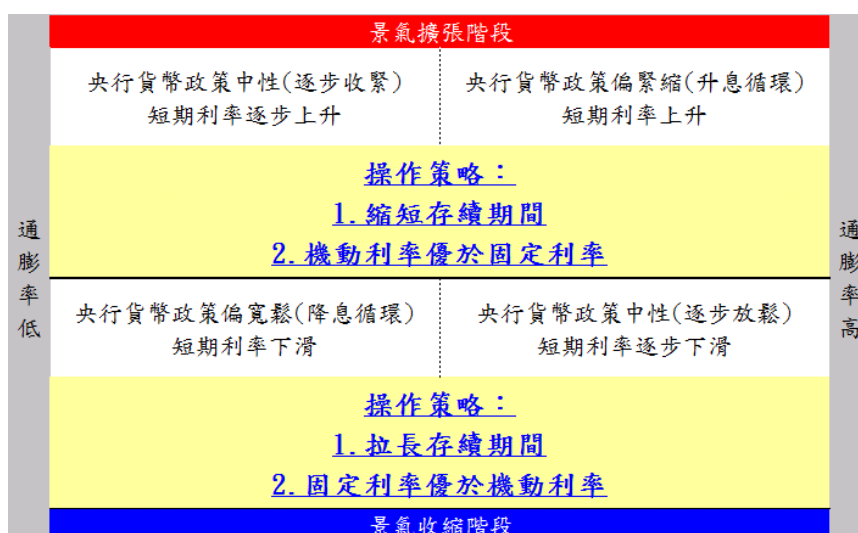 景氣擴張階段
央行貨幣政策中性(逐步收緊)
短期利率逐步上升
央行貨幣政策偏緊縮(升息循環)
短期利率上升
操作策略：
1.縮短存續期間
2.機動利率優於固定利率
通膨率低
通膨率高
央行貨幣政策偏寬鬆(降息循環)
短期利率下滑
央行貨幣政策中性(逐步放鬆)
短期利率逐步下滑
操作策略：
1.拉長存續期間
2.固定利率優於機動利率
景氣收縮階段